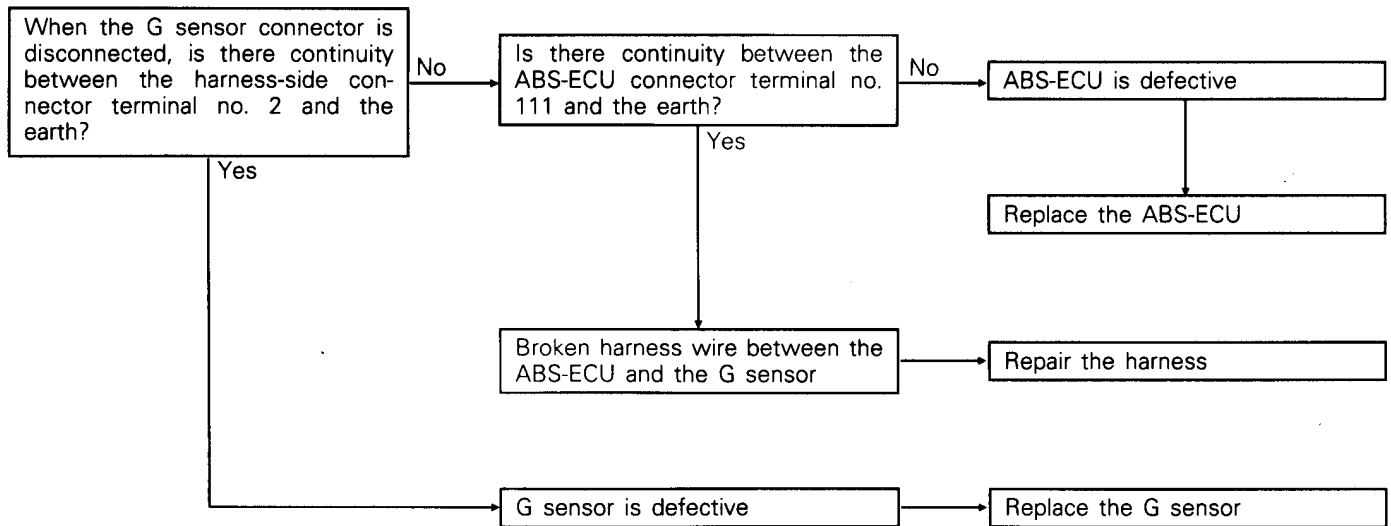 When the G sensor connector is
disconnected, is there continuity
between the harness-side con-
nector terminal no. 2 and the
earth?
No
Is there continuity between the
ABS-ECU connector terminal no.
111 and the earth?
No
ABS-ECU is defective
Yes
Yes
Replace the ABS-ECU
Broken harness wire between the
ABS-ECU and the G sensor
Repair the harness
G sensor is defective
Replace the G sensor